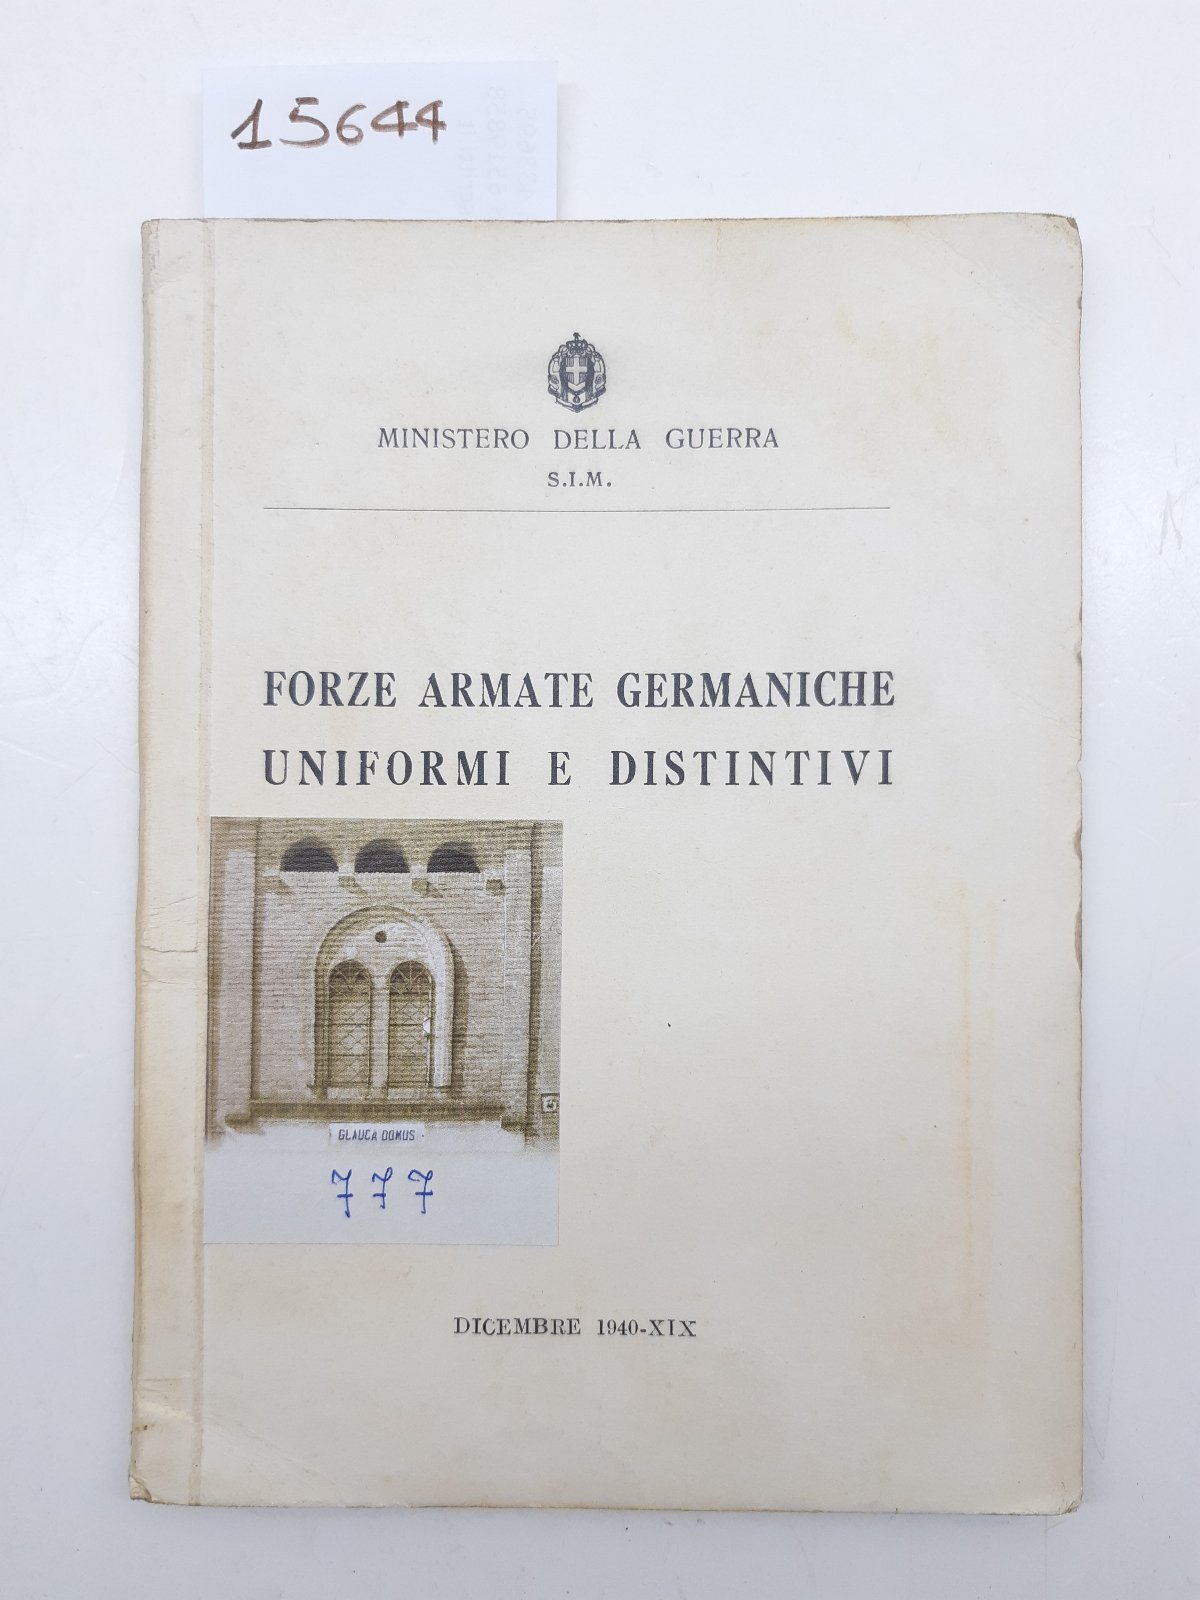 15644
MINISTERO DELLA GUERRA
S.I.M.
FORZE ARMATE GERMANICHE
UNIFORMI E DISTINTIVI
GLAUCA DOMUS
777
DICEMBRE 1940-XIX